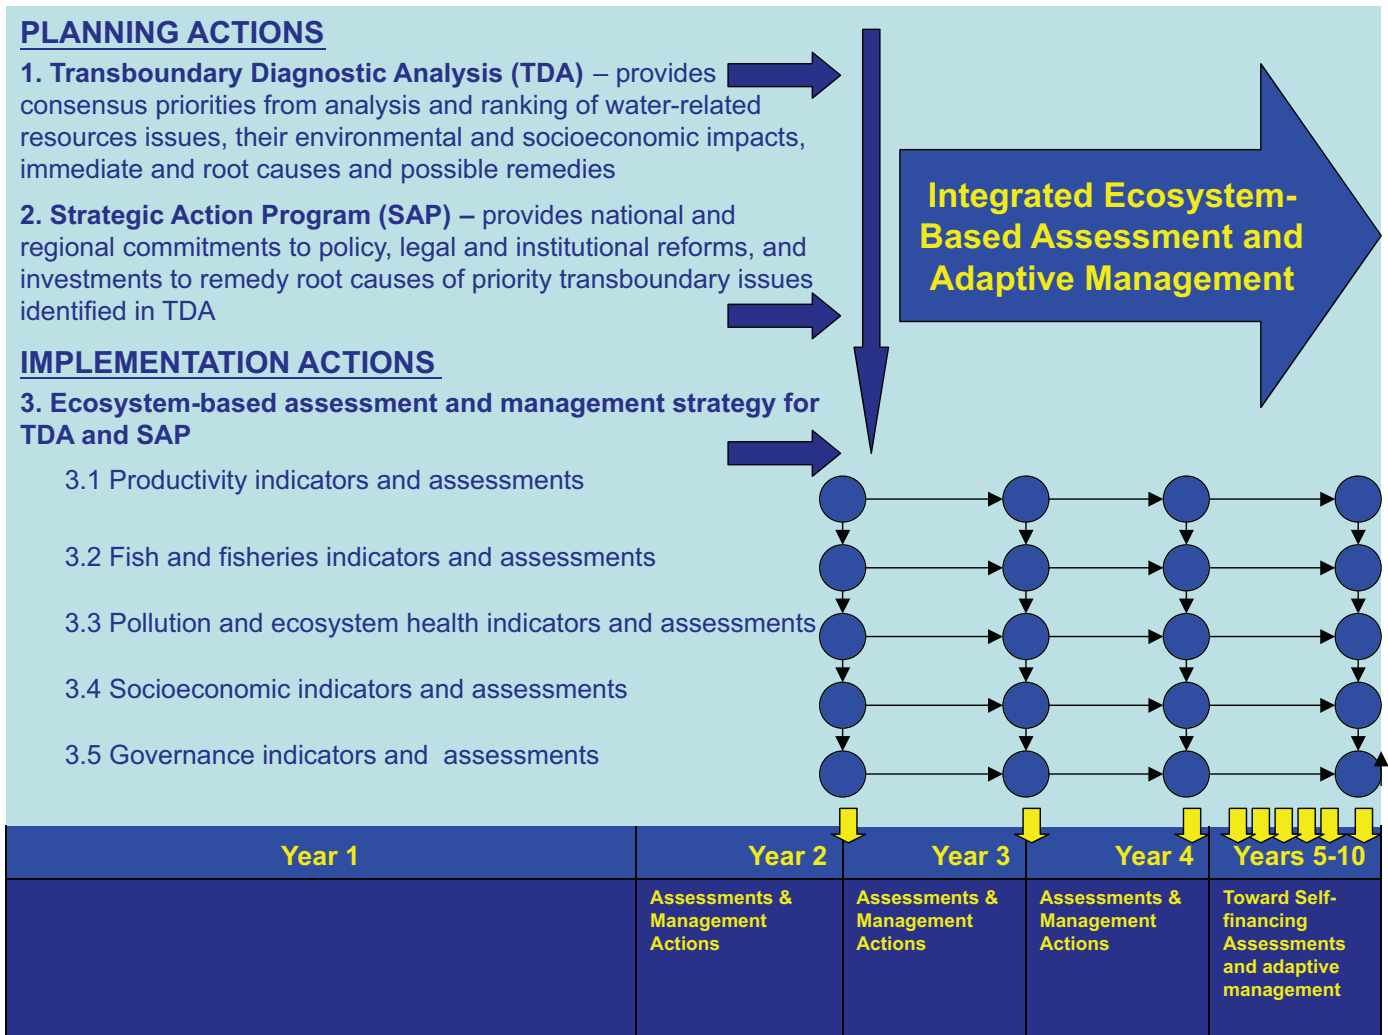 PLANNING ACTIONS
1. Transboundary Diagnostic Analysis (TDA) – provides
consensus priorities from analysis and ranking of water-related
resources issues, their environmental and socioeconomic impacts,
immediate and root causes and possible remedies
2. Strategic Action Program (SAP) – provides national and
regional commitments to policy, legal and institutional reforms, and
investments to remedy root causes of priority transboundary issues
identified in TDA
IMPLEMENTATION ACTIONS
3. Ecosystem-based assessment and management strategy for
TDA and SAP
3.1 Productivity indicators and assessments
3.2 Fish and fisheries indicators and assessments
3.3 Pollution and ecosystem health indicators and assessments
3.4 Socioeconomic indicators and assessments
3.5 Governance indicators and assessments
Integrated Ecosystem-
Based Assessment and
Adaptive Management
Year 1
Year 2
Year 3
Year 4
Years 5-10
Assessments &
Management
Actions
Assessments &
Management
Actions
Assessments &
Management
Actions
Toward Self-
financing
Assessments
and adaptive
management